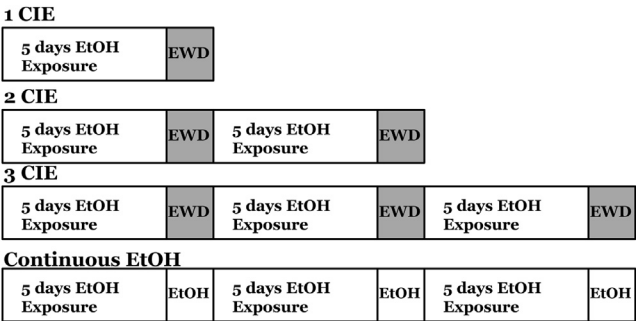 1 CIE
5 days EtOH EWD
Exposure
2 CIE
5 days EtOH EWD 5 days EtOH EWD
Exposure Exposure
3 CIE
5 days EtOH EWD 5 days EtOH EWD 5 days EtOH EWD
Exposure Exposure Exposure
Continuous EtOH
5 days EtOH EtOH 5 days EtOH EtOH 5 days EtOH EtOH
Exposure Exposure Exposure